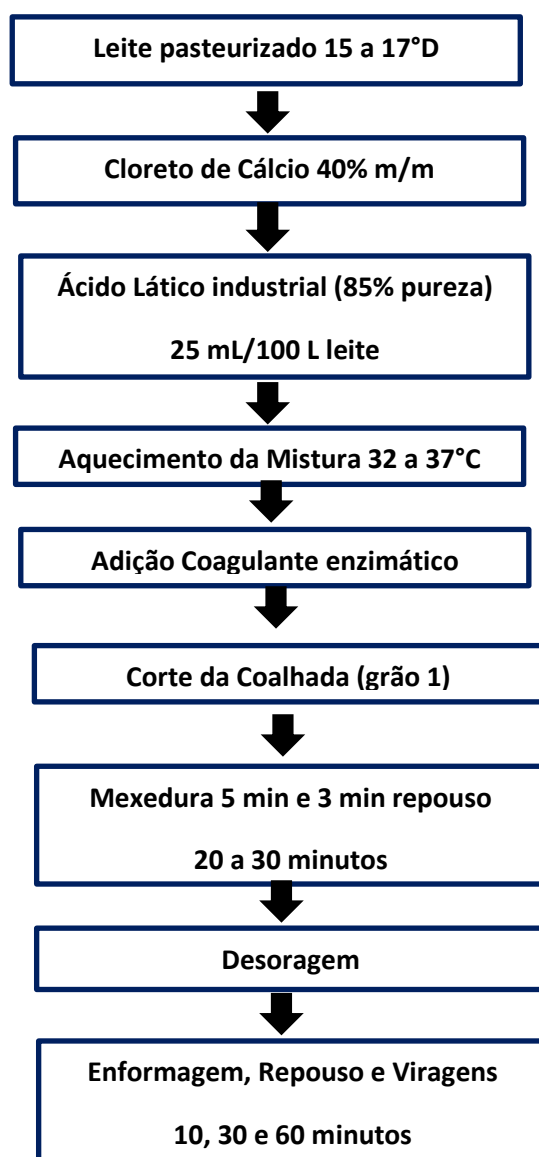 Leite pasteurizado 15 a 17°D
Cloreto de Cálcio 40% m/m
Ácido Lático industrial (85% pureza)
25 mL/100 L leite
Aquecimento da Mistura 32 a 37°C
Adição Coagulante enzimático
Corte da Coalhada (grão 1)
Mexedura 5 min e 3 min repouso
20 a 30 minutos
Desoragem
Enformagem, Repouso e Viragens
10, 30 e 60 minutos